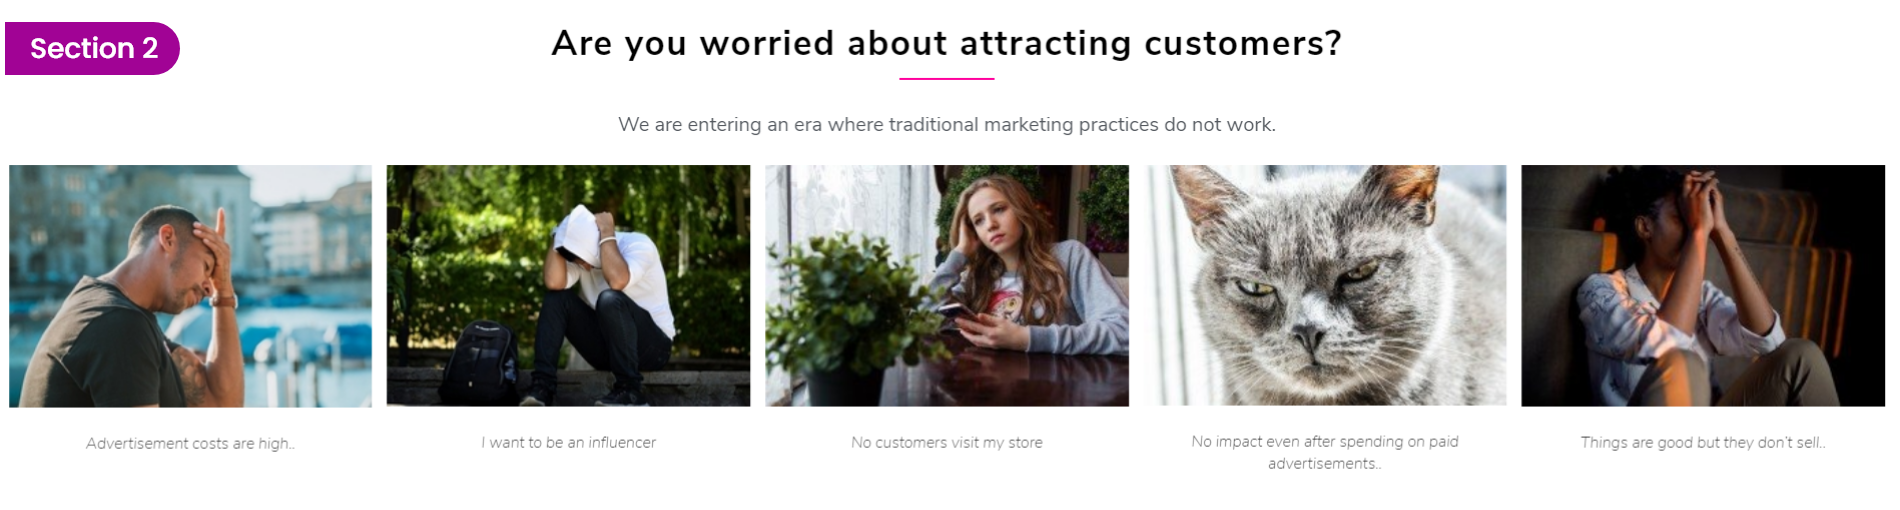 Section 2
Are you worried about attracting customers?
We are entering an era where traditional marketing practices do not work.
Advertisement costs are high..
I want to be an influencer
No customers visit my store
No impact even after spending on paid
advertisements..
Things are good but they don't sell..